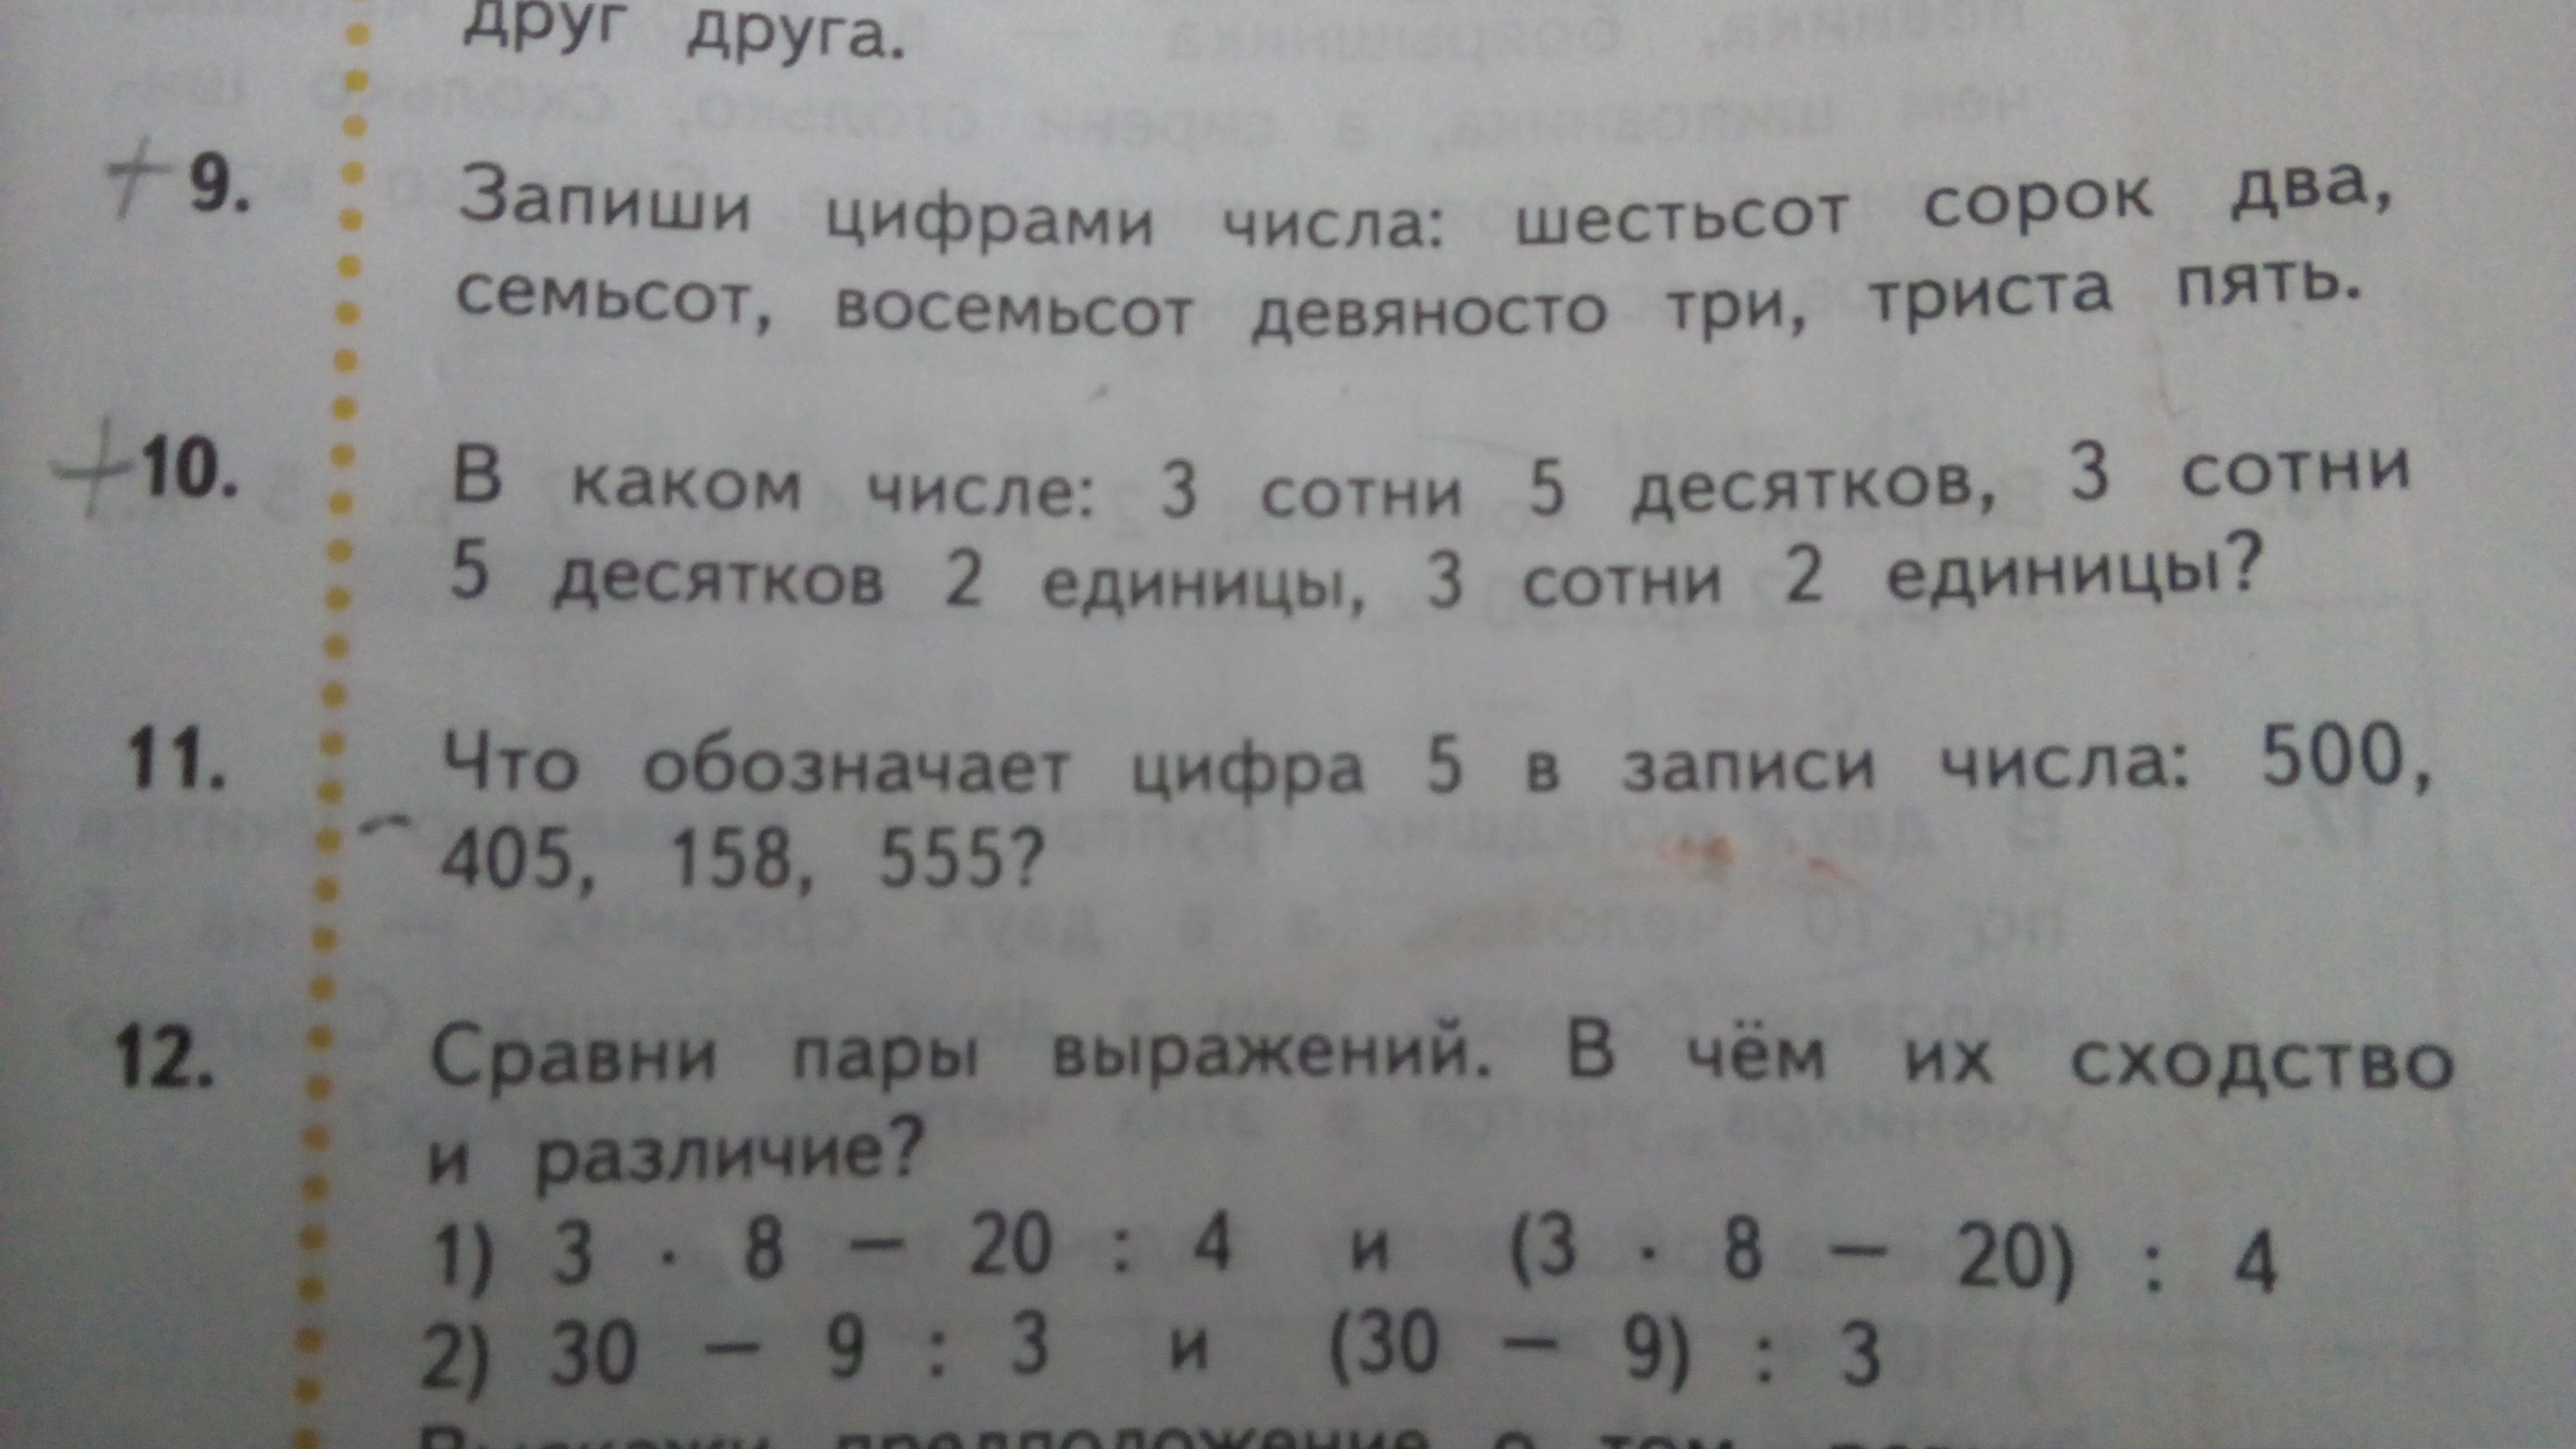 друг друга.
+ 9. Запиши цифрами числа: шестьсот сорок два,
семьсот, восемьсот девяносто три, триста пять.
+ 10. В каком числе: 3 сотни 5 десятков, 3 сотни
5 десятков 2 единицы, 3 сотни 2 единицы?
11. Что обозначает цифра 5 в записи числа: 500,
405, 158, 555?
12. Сравни пары выражений. В чём их сходство
и различие?
1) 3 · 8 — 20 : 4 и (3 · 8 — 20) : 4
2) 30 — 9 : 3 и (30 — 9) : 3
предположение о том,